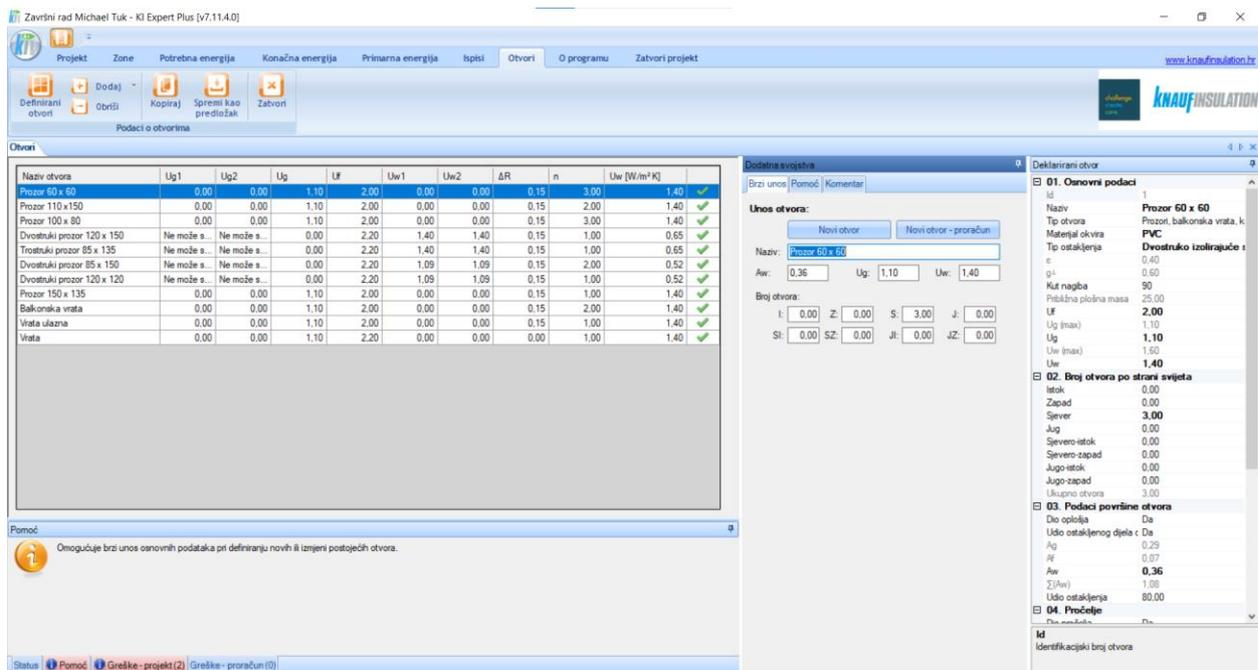 Završni rad Michael Tuk - KI Expert Plus [v7.11.4.0]
Projekt Zone Potrebna energija Konačna energija Primarna energija Ispisi Otvori O programu Zatvori projekt
www.knaufinsulation.hr
Definirani otvori
Dodaj
Obriši
Kopiraj
Spremi kao predložak
Zatvori
Podaci o otvorima
challenge. create. care.
KNAUFINSULATION
Otvori
Naziv otvora Ug1 Ug2 Ug Uf Uw1 Uw2 ΔR n Uw [W/m² K]
Prozor 60 x 60 0,00 0,00 1,10 2,00 0,00 0,00 0,15 3,00 1,40
Prozor 110 x150 0,00 0,00 1,10 2,00 0,00 0,00 0,15 2,00 1,40
Prozor 100 x 80 0,00 0,00 1,10 2,00 0,00 0,00 0,15 3,00 1,40
Dvostruki prozor 120 x 150 Ne može s... Ne može s... 0,00 2,20 1,40 1,40 0,15 1,00 0,65
Trostruki prozor 85 x 135 Ne može s... Ne može s... 0,00 2,20 1,40 1,40 0,15 1,00 0,65
Dvostruki prozor 85 x 150 Ne može s... Ne može s... 0,00 2,20 1,09 1,09 0,15 2,00 0,52
Dvostruki prozor 120 x 120 Ne može s... Ne može s... 0,00 2,20 1,09 1,09 0,15 1,00 0,52
Prozor 150 x 135 0,00 0,00 1,10 2,00 0,00 0,00 0,15 1,00 1,40
Balkonska vrata 0,00 0,00 1,10 2,00 0,00 0,00 0,15 2,00 1,40
Vrata ulazna 0,00 0,00 1,10 2,20 0,00 0,00 0,15 1,00 1,40
Vrata 0,00 0,00 1,10 2,20 0,00 0,00 0,00 1,00 1,40
Pomoć
Omogućuje brzi unos osnovnih podataka pri definiranju novih ili izmjeni postojećih otvora.
Status Pomoć Greške - projekt (2) Greške - proračun (0)
Dodatna svojstva
Brzi unos Pomoć Komentar
Unos otvora:
Novi otvor Novi otvor - proračun
Naziv: Prozor 60 x 60
Aw: 0,36 Ug: 1,10 Uw: 1,40
Broj otvora:
I: 0,00 Z: 0,00 S: 3,00 J: 0,00
SI: 0,00 SZ: 0,00 JI: 0,00 JZ: 0,00
Deklarirani otvor
01. Osnovni podaci
Id 1
Naziv Prozor 60 x 60
Tip otvora Prozori, balkonska vrata, k
Materijal okvira PVC
Tip ostakljenja Dvostruko izolirajuće s
ε 0,40
g⊥ 0,60
Kut nagiba 90
Približna plošna masa 25,00
Uf 2,00
Ug (max) 1,10
Ug 1,10
Uw (max) 1,60
Uw 1,40
02. Broj otvora po strani svijeta
Istok 0,00
Zapad 0,00
Sjever 3,00
Jug 0,00
Sjevero-istok 0,00
Sjevero-zapad 0,00
Jugo-istok 0,00
Jugo-zapad 0,00
Ukupno otvora 3,00
03. Podaci površine otvora
Dio oplošja Da
Udio ostakljenog dijela c Da
Ag 0,29
Af 0,07
Aw 0,36
∑(Aw) 1,08
Udio ostakljenja 80,00
04. Pročelje
Dio pročelja Da
Id
Identifikacijski broj otvora